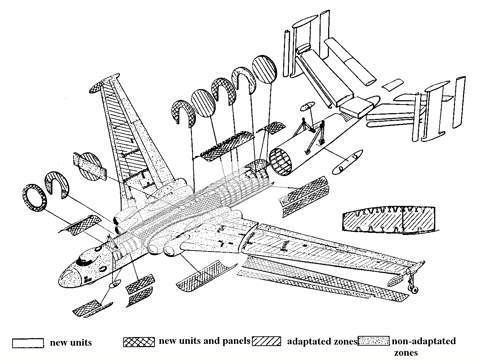 new units
new units and panels
adaptated zones
non-adaptated
zones